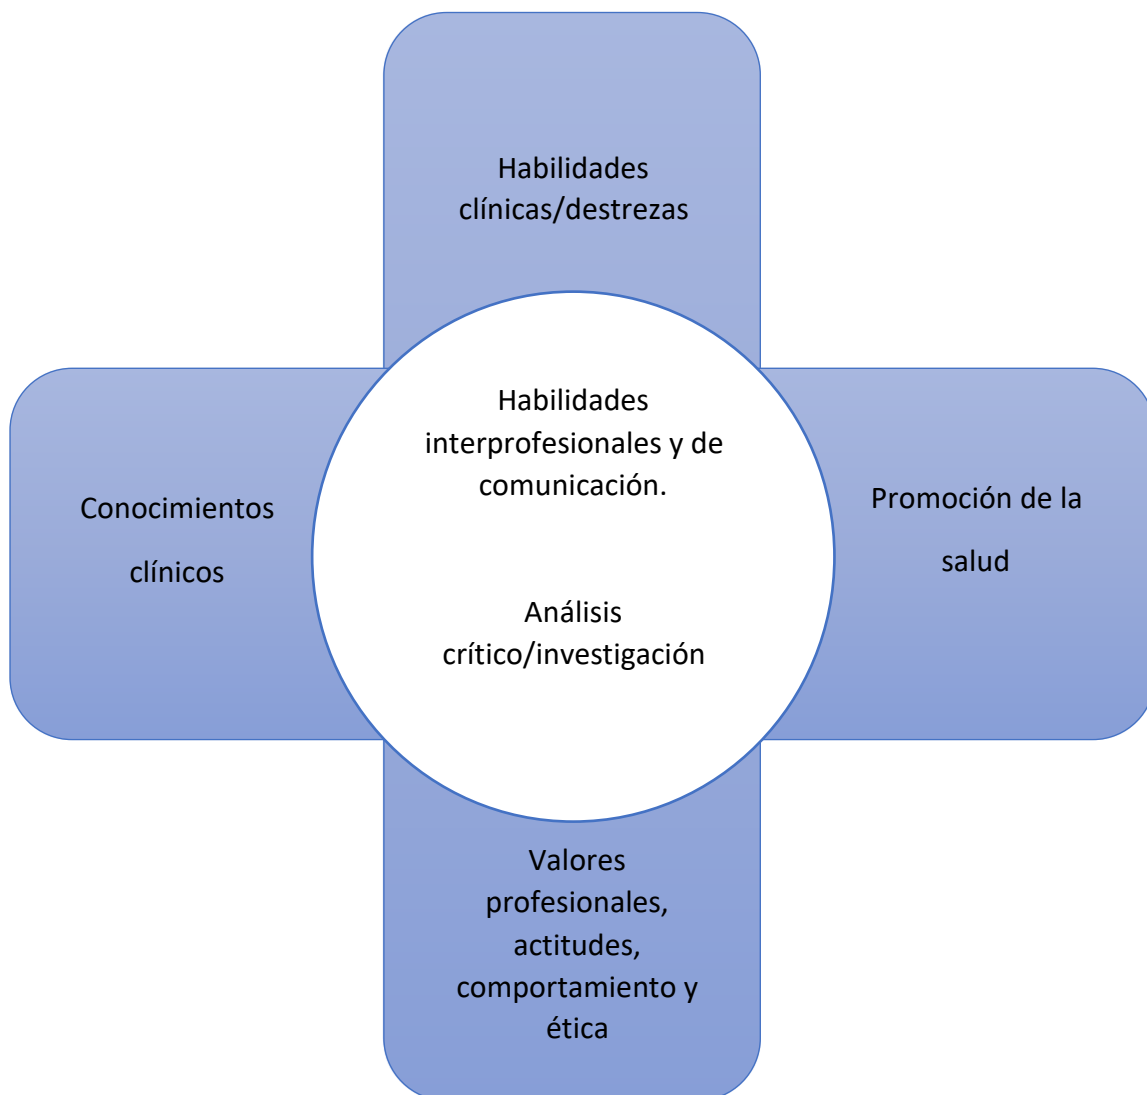 Habilidades
clínicas/destrezas
Habilidades
interprofesionales y de
comunicación.
Análisis
crítico/investigación
Conocimientos
clínicos
Promoción de la
salud
Valores
profesionales,
actitudes,
comportamiento y
ética